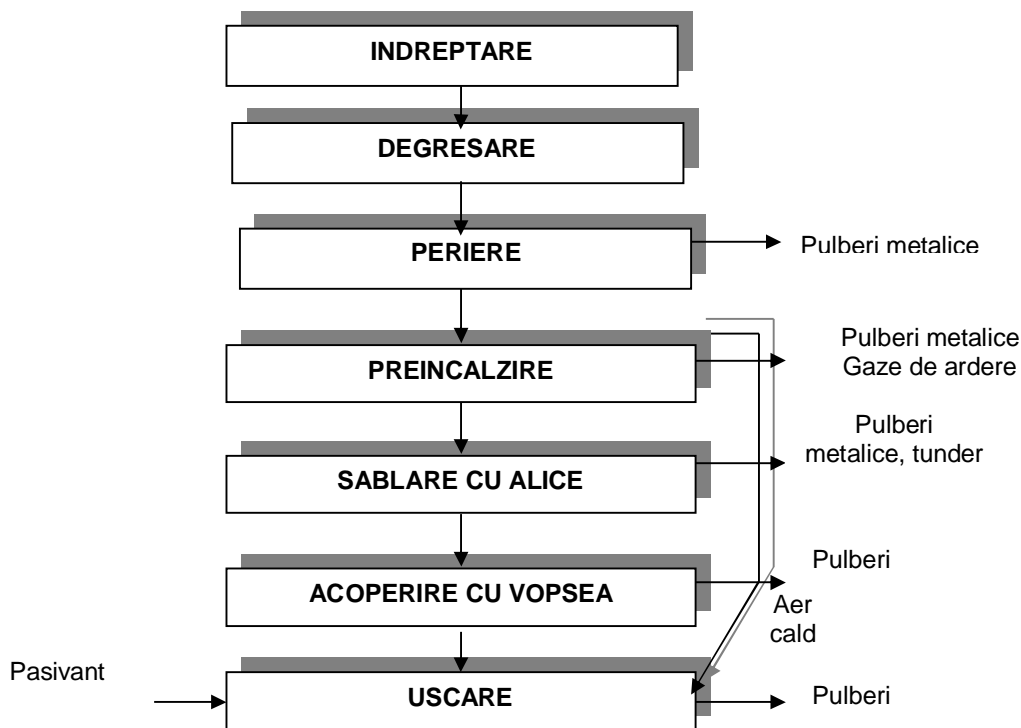 INDREPTARE
DEGRESARE
PERIERE
Pulberi metalice
PREINCALZIRE
Pulberi metalice
Gaze de ardere
SABLARE CU ALICE
Pulberi
metalice, tunder
ACOPERIRE CU VOPSEA
Pulberi
Aer
cald
Pasivant
USCARE
Pulberi